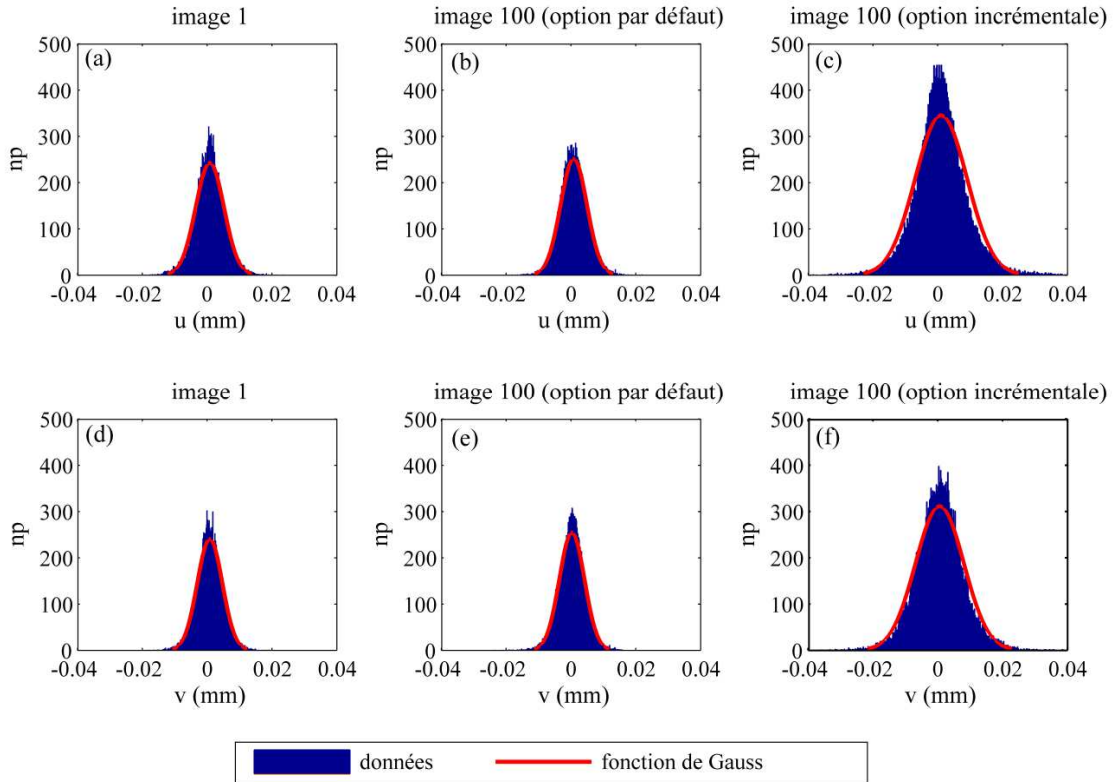 image 1
image 100 (option par défaut)
image 100 (option incrémentale)
(a)
500
400
300
200
100
0
np
-0.04 -0.02 0 0.02 0.04
u (mm)
(b)
500
400
300
200
100
0
np
-0.04 -0.02 0 0.02 0.04
u (mm)
(c)
500
400
300
200
100
0
np
-0.04 -0.02 0 0.02 0.04
u (mm)
image 1
image 100 (option par défaut)
image 100 (option incrémentale)
(d)
500
400
300
200
100
0
np
-0.04 -0.02 0 0.02 0.04
v (mm)
(e)
500
400
300
200
100
0
np
-0.04 -0.02 0 0.02 0.04
v (mm)
(f)
500
400
300
200
100
0
np
-0.04 -0.02 0 0.02 0.04
v (mm)
données
fonction de Gauss